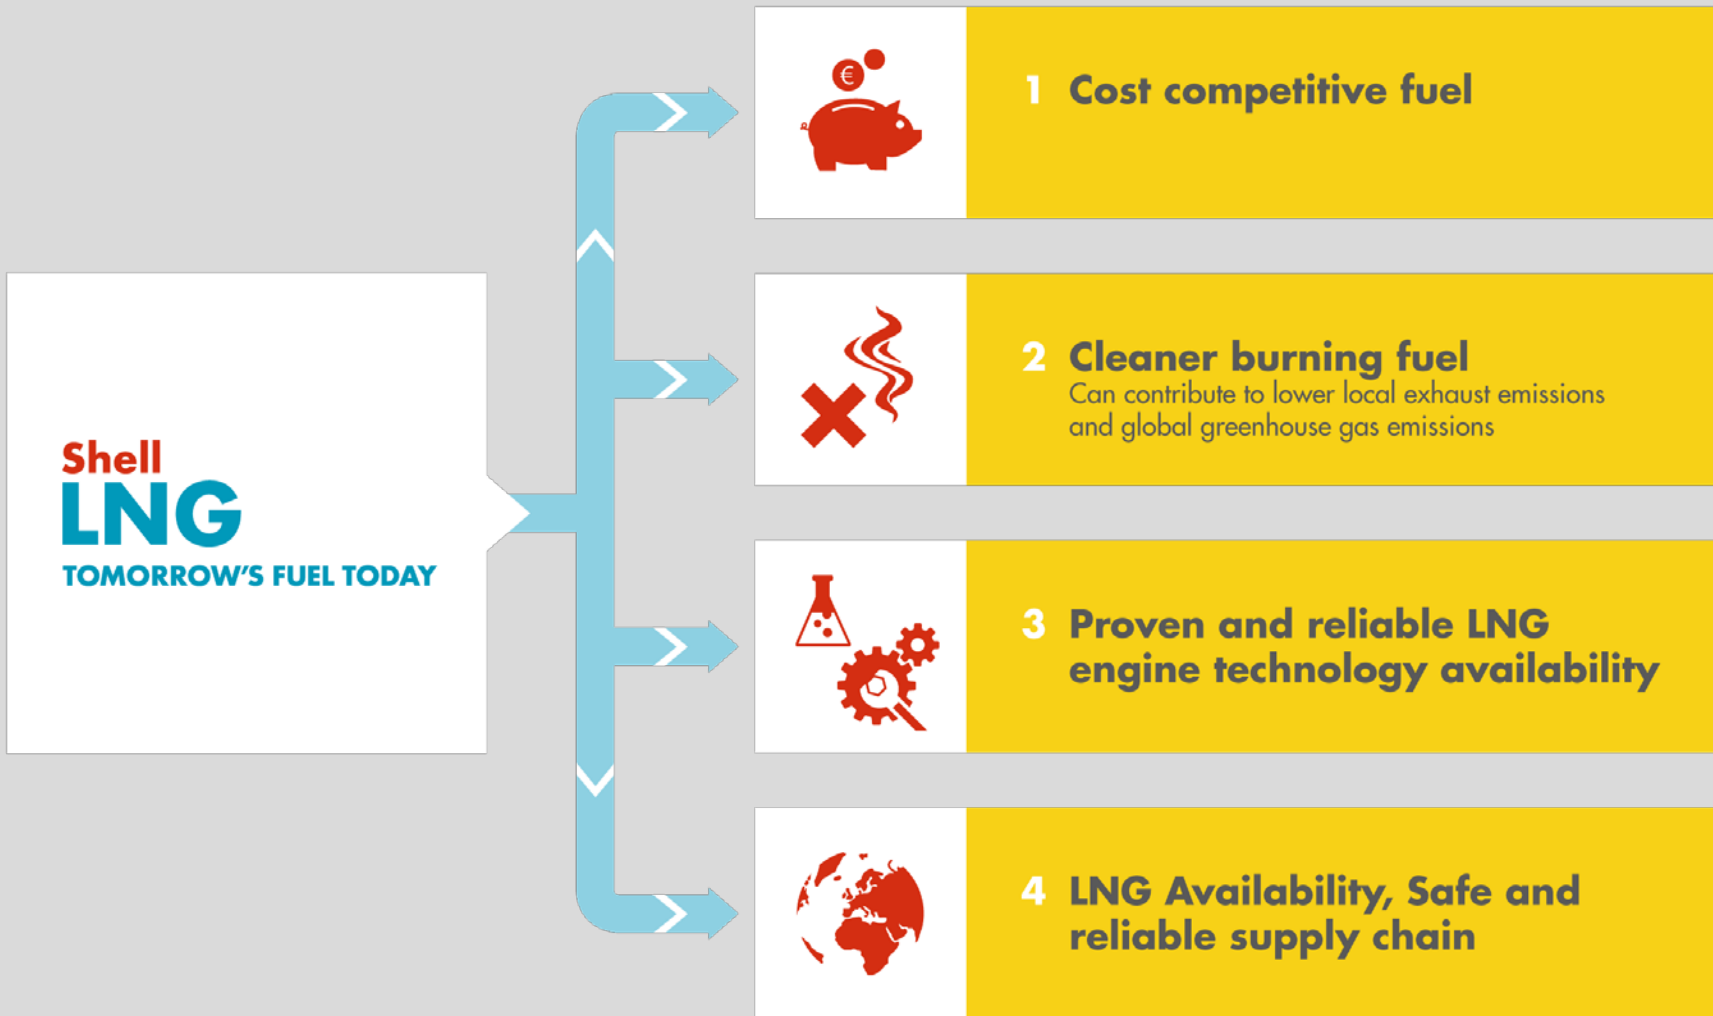 Shell
LNG
TOMORROW'S FUEL TODAY
€
1 Cost competitive fuel
2 Cleaner burning fuel
Can contribute to lower local exhaust emissions
and global greenhouse gas emissions
3 Proven and reliable LNG
engine technology availability
4 LNG Availability, Safe and
reliable supply chain